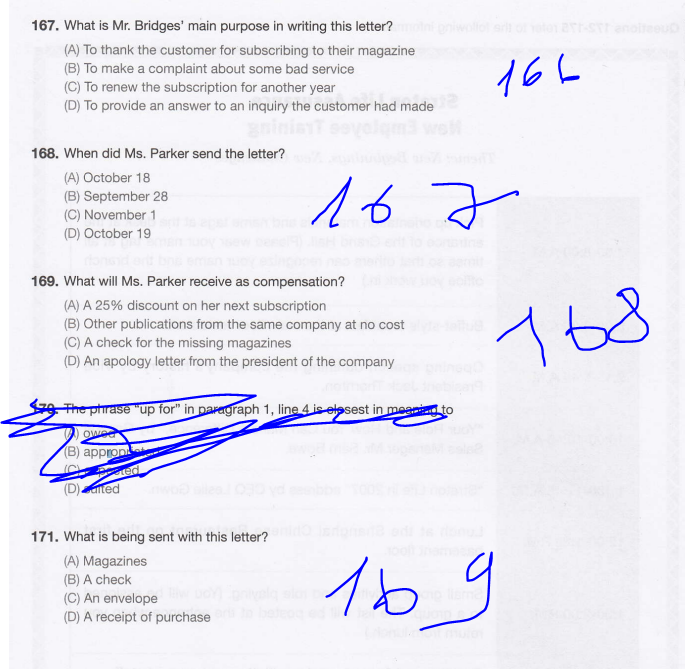 167. What is Mr. Bridges' main purpose in writing this letter?
(A) To thank the customer for subscribing to their magazine
(B) To make a complaint about some bad service
(C) To renew the subscription for another year
(D) To provide an answer to an inquiry the customer had made
166
168. When did Ms. Parker send the letter?
(A) October 18
(B) September 28
(C) November 1
(D) October 19
167
169. What will Ms. Parker receive as compensation?
(A) A 25% discount on her next subscription
(B) Other publications from the same company at no cost
(C) A check for the missing magazines
(D) An apology letter from the president of the company
168
170. The phrase "up for" in paragraph 1, line 4 is closest in meaning to
(A) owed
(B) appropriated
(C)
(D) suited
171. What is being sent with this letter?
(A) Magazines
(B) A check
(C) An envelope
(D) A receipt of purchase
169